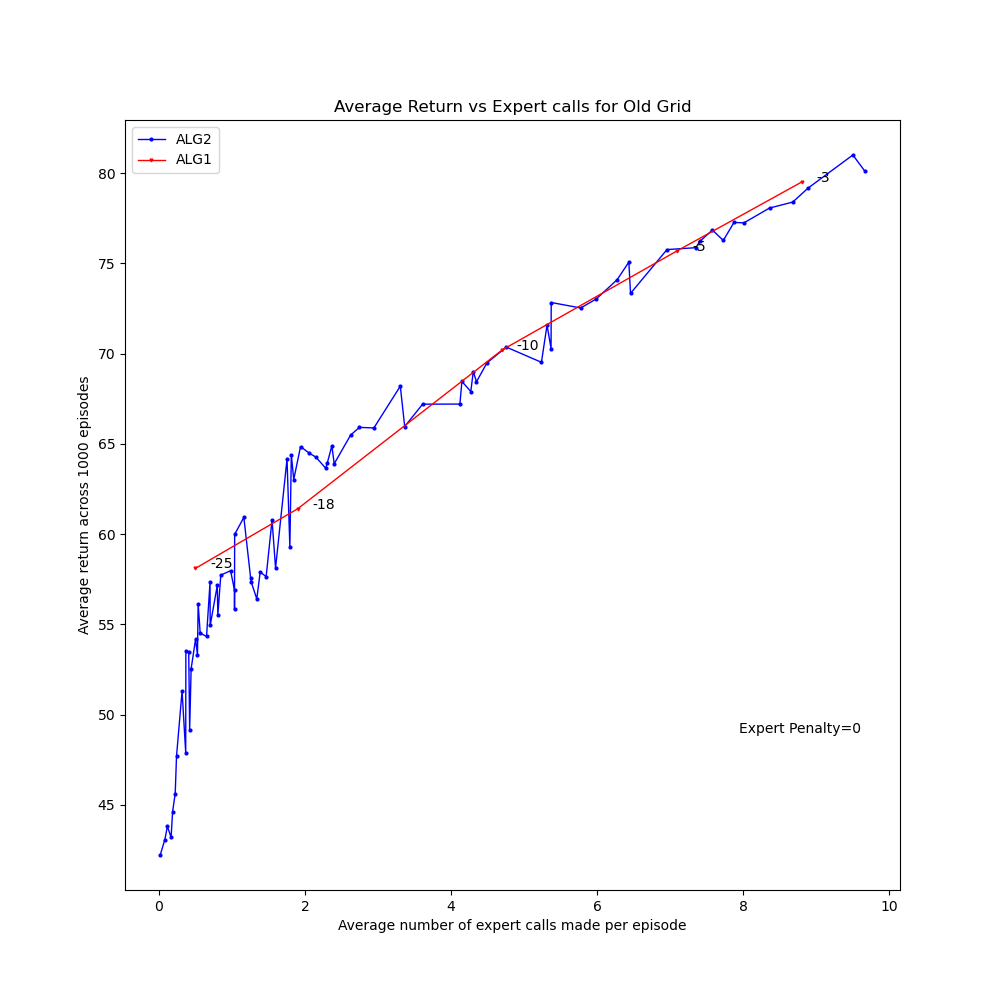 Average Return vs Expert calls for Old Grid
ALG2
ALG1
80
75
70
65
60
55
50
45
Average return across 1000 episodes
-3
-5
-10
-18
-25
Expert Penalty=0
0 2 4 6 8 10
Average number of expert calls made per episode